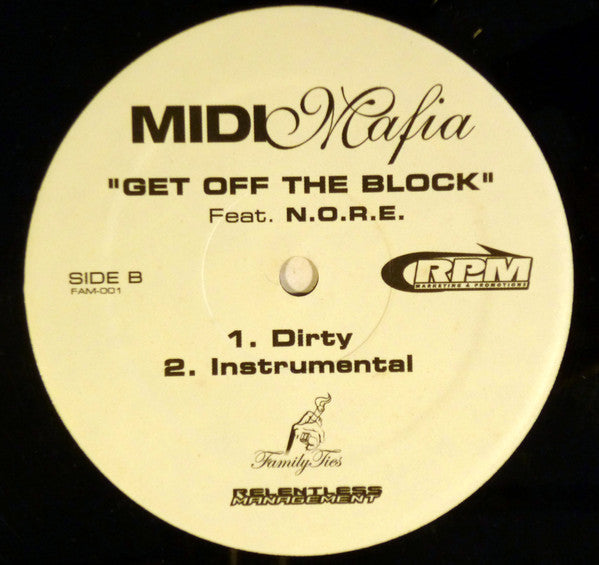 MIDI Mafia
"GET OFF THE BLOCK"
Feat. N.O.R.E.
SIDE B
FAM-001
RPM
MARKETING & PROMOTIONS
1. Dirty
2. Instrumental
Family Ties
RELENTLESS
MANAGEMENT